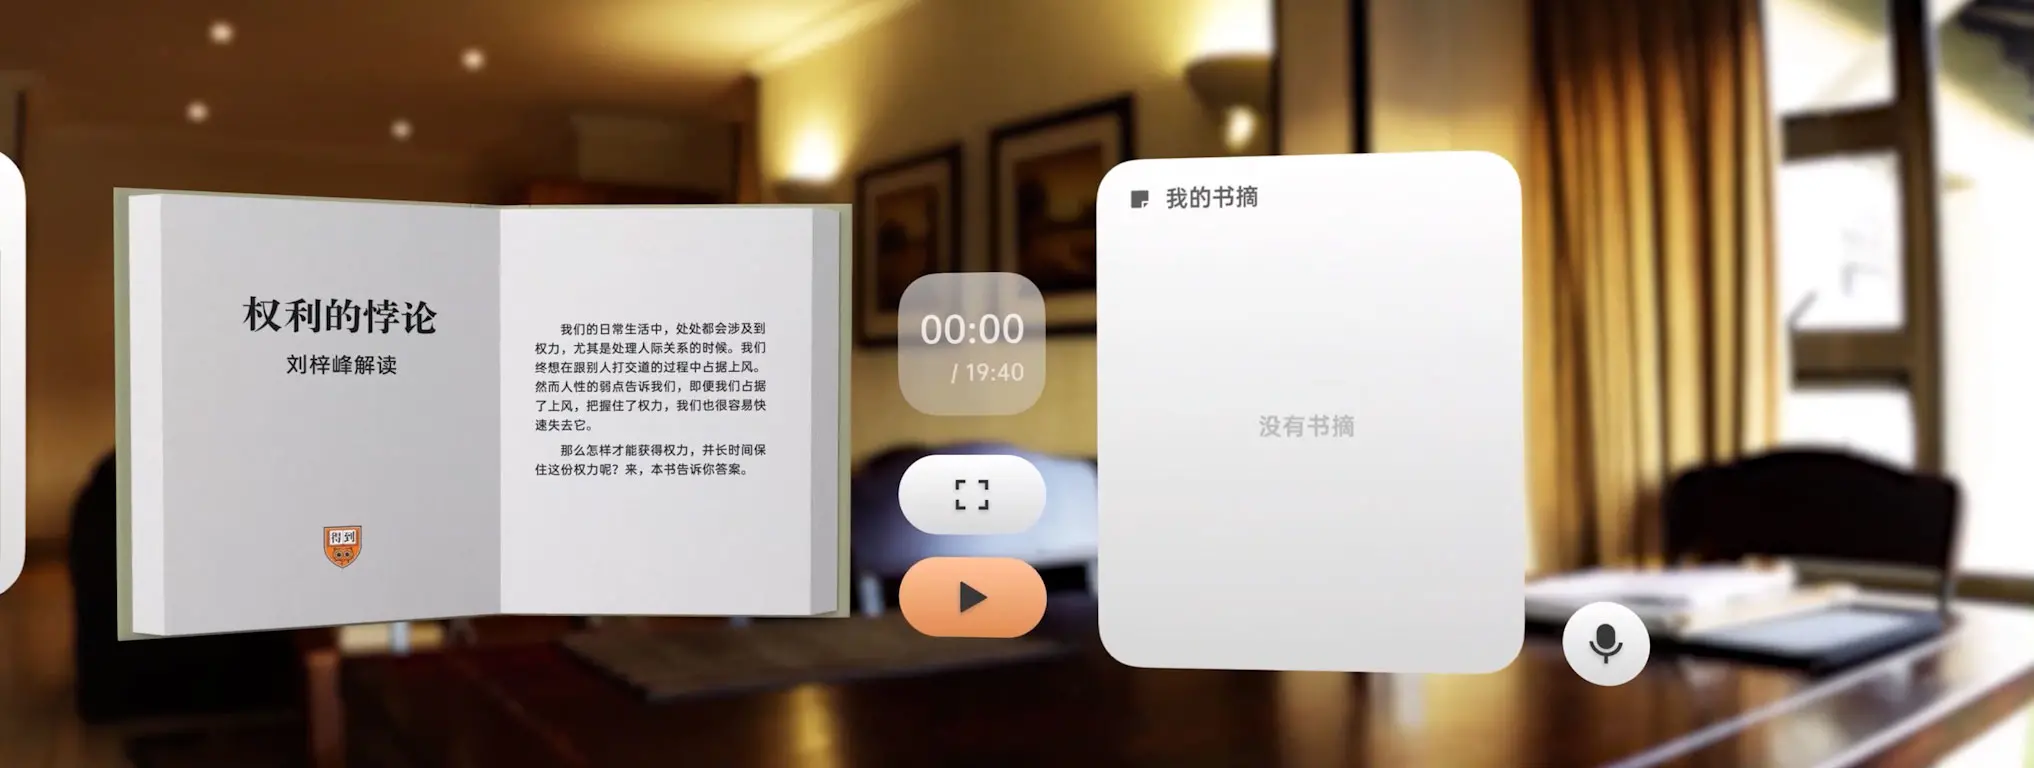 权利的悖论
刘梓峰解读
得到
我们的日常生活中，处处都会涉及到
权力，尤其是处理人际关系的时候。我们
终想在跟别人打交道的过程中占据上风。
然而人性的弱点告诉我们，即便我们占据
了上风，把握住了权力，我们也很容易快
速失去它。
那么怎样才能获得权力，并长时间保
住这份权力呢？来，本书告诉你答案。
00:00
/ 19:40
我的书摘
没有书摘